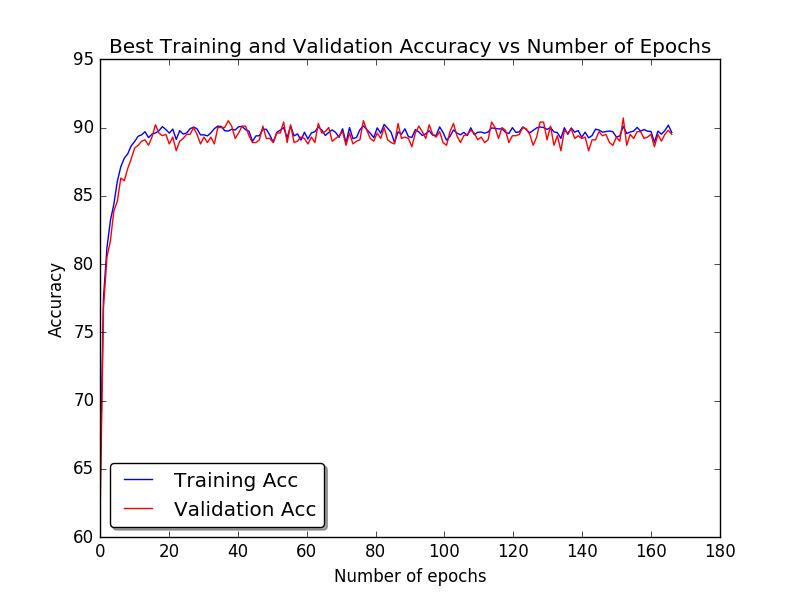 Best Training and Validation Accuracy vs Number of Epochs
95
90
85
80
75
70
65
60
Accuracy
Training Acc
Validation Acc
0 20 40 60 80 100 120 140 160 180
Number of epochs